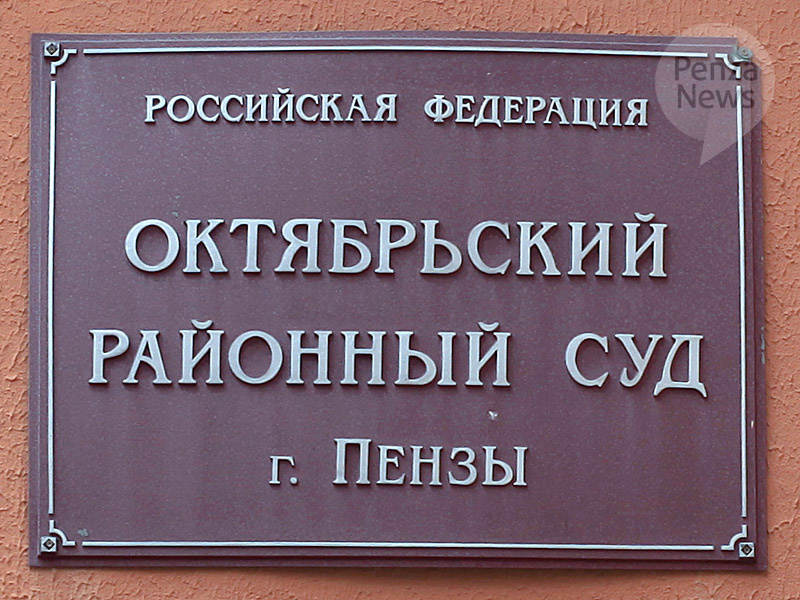 Penza
News
РОССИЙСКАЯ ФЕДЕРАЦИЯ
ОКТЯБРЬСКИЙ
РАЙОННЫЙ СУД
г. ПЕНЗЫ